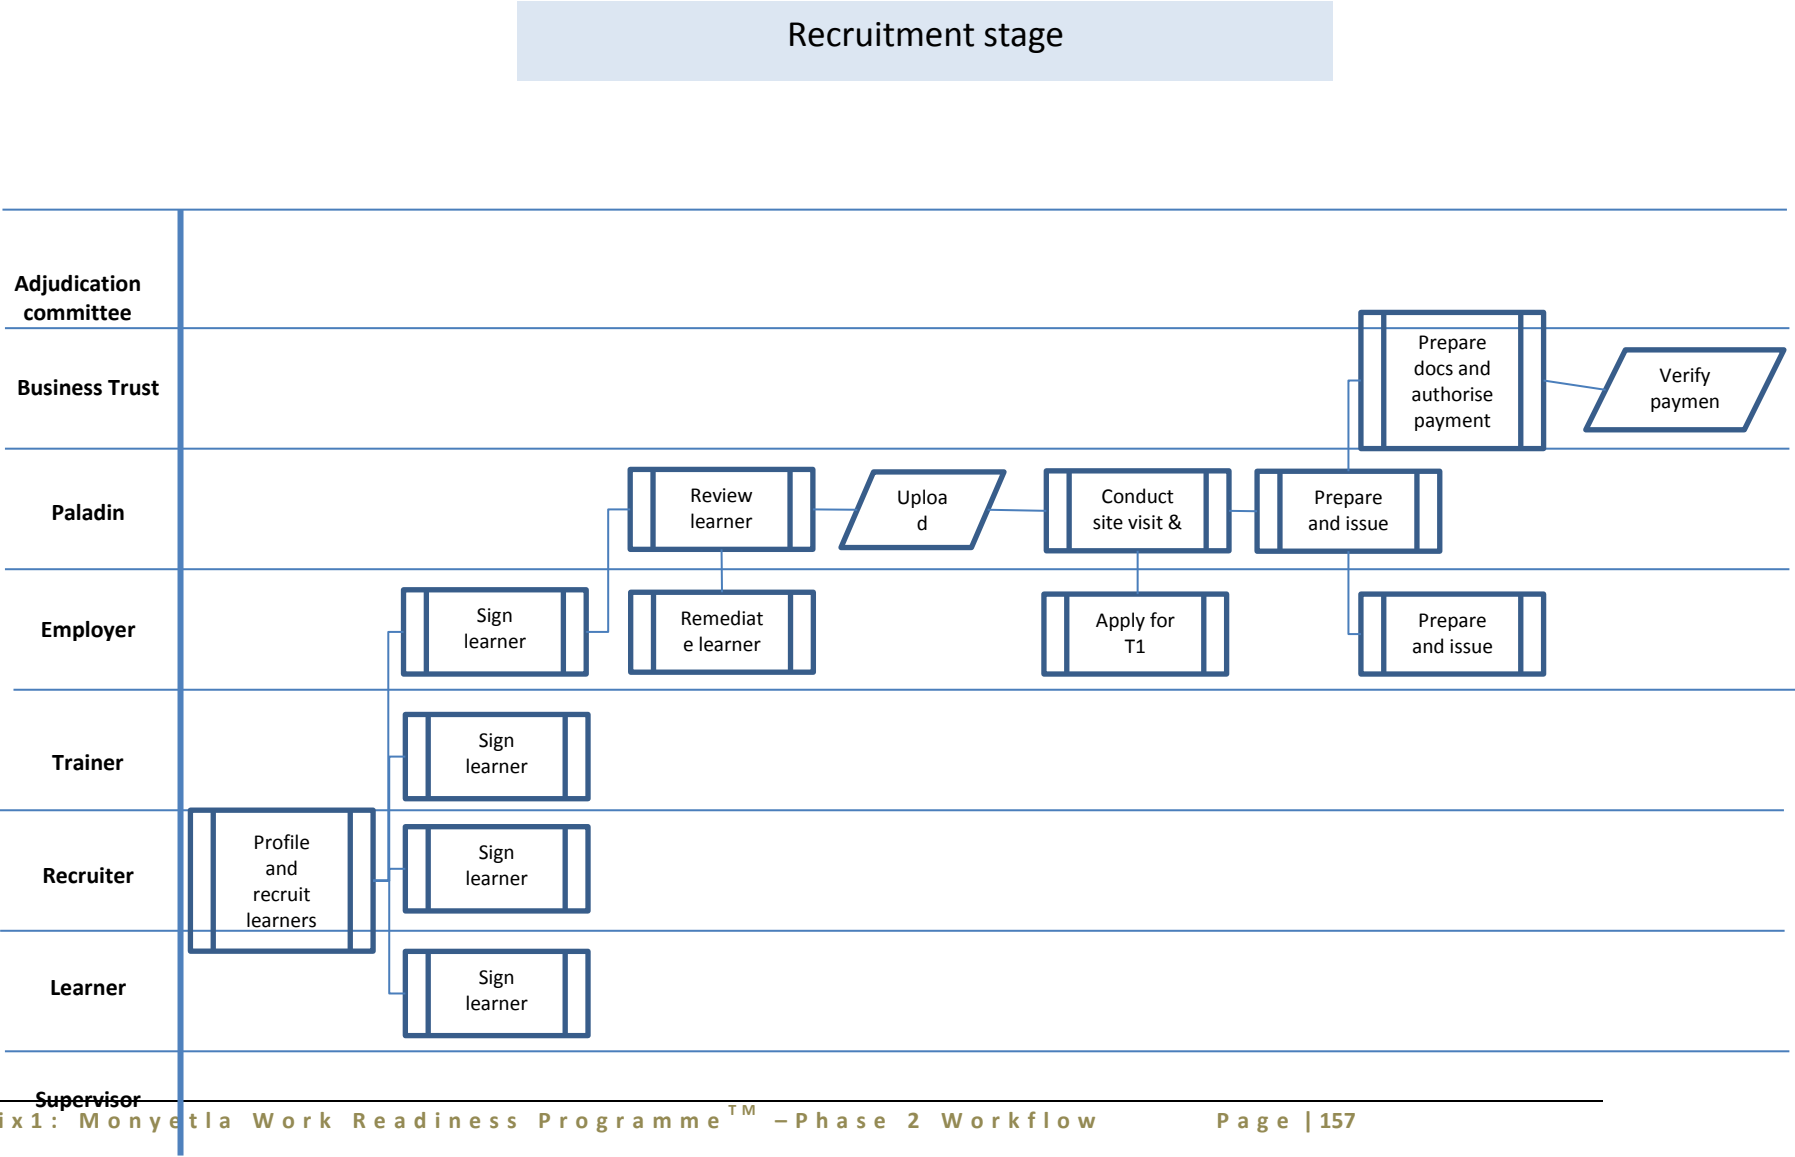 Recruitment stage
Adjudication
committee
Business Trust
Prepare
docs and
authorise
payment
Verify
paymen
Paladin
Review
learner
Uploa
d
Conduct
site visit &
Prepare
and issue
Employer
Sign
learner
Remediat
e learner
Apply for
T1
Prepare
and issue
Trainer
Sign
learner
Recruiter
Profile
and
recruit
learners
Sign
learner
Learner
Sign
learner
Supervisor
ix1: Monyetla Work Readiness Programme™ –Phase 2 Workflow Page |157